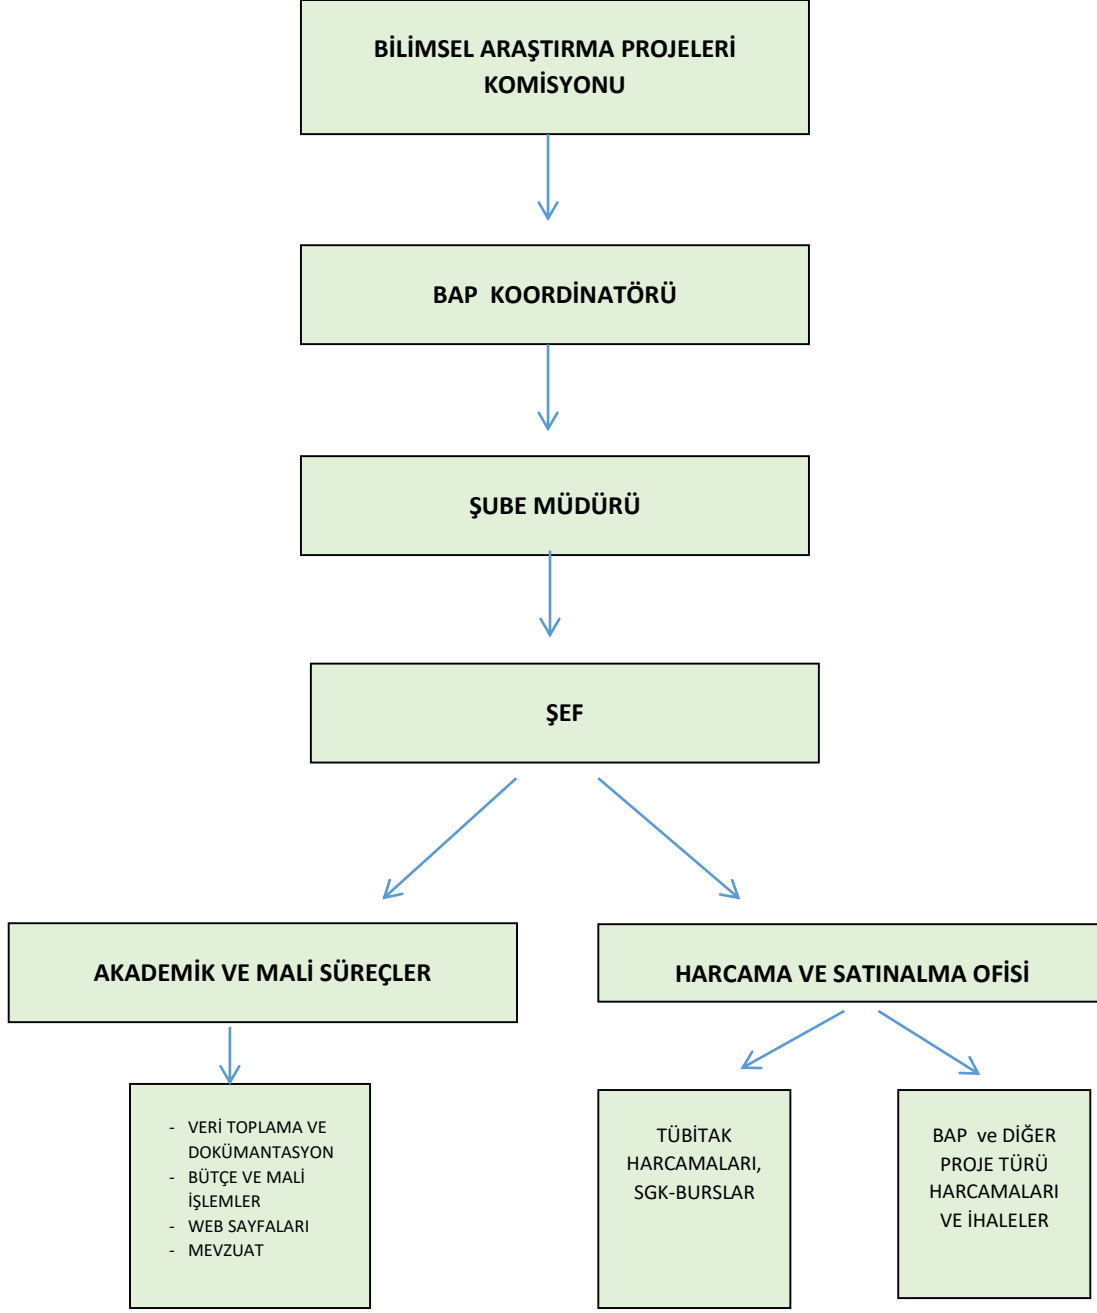 BİLİMSEL ARAŞTIRMA PROJELERİ
KOMİSYONU
BAP KOORDİNATÖRÜ
ŞUBE MÜDÜRÜ
ŞEF
AKADEMİK VE MALİ SÜREÇLER
HARCAMA VE SATINALMA OFİSİ
- VERİ TOPLAMA VE
DOKÜMANTASYON
- BÜTÇE VE MALİ
İŞLEMLER
- WEB SAYFALARI
- MEVZUAT
TÜBİTAK
HARCAMALARI,
SGK-BURSLAR
BAP ve DİĞER
PROJE TÜRÜ
HARCAMALARI
VE İHALELER